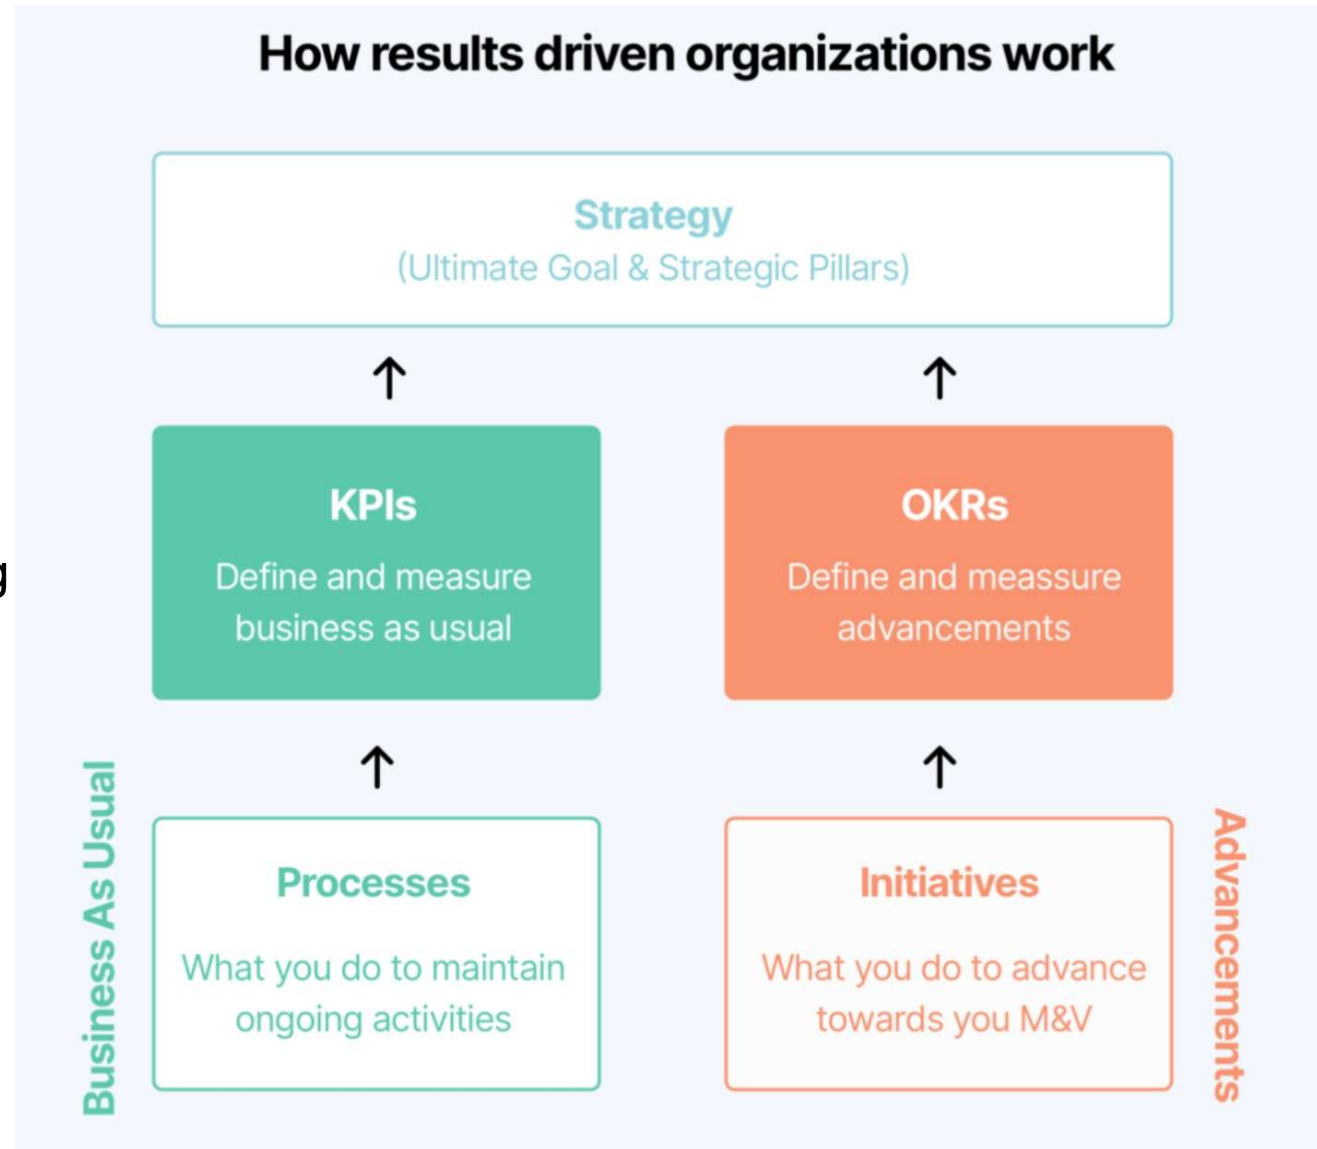 How results driven organizations work
Strategy
(Ultimate Goal & Strategic Pillars)
KPIs
Define and measure
business as usual
OKRs
Define and meassure
advancements
g
Business As Usual
Processes
What you do to maintain
ongoing activities
Initiatives
What you do to advance
towards you M&V
Advancements